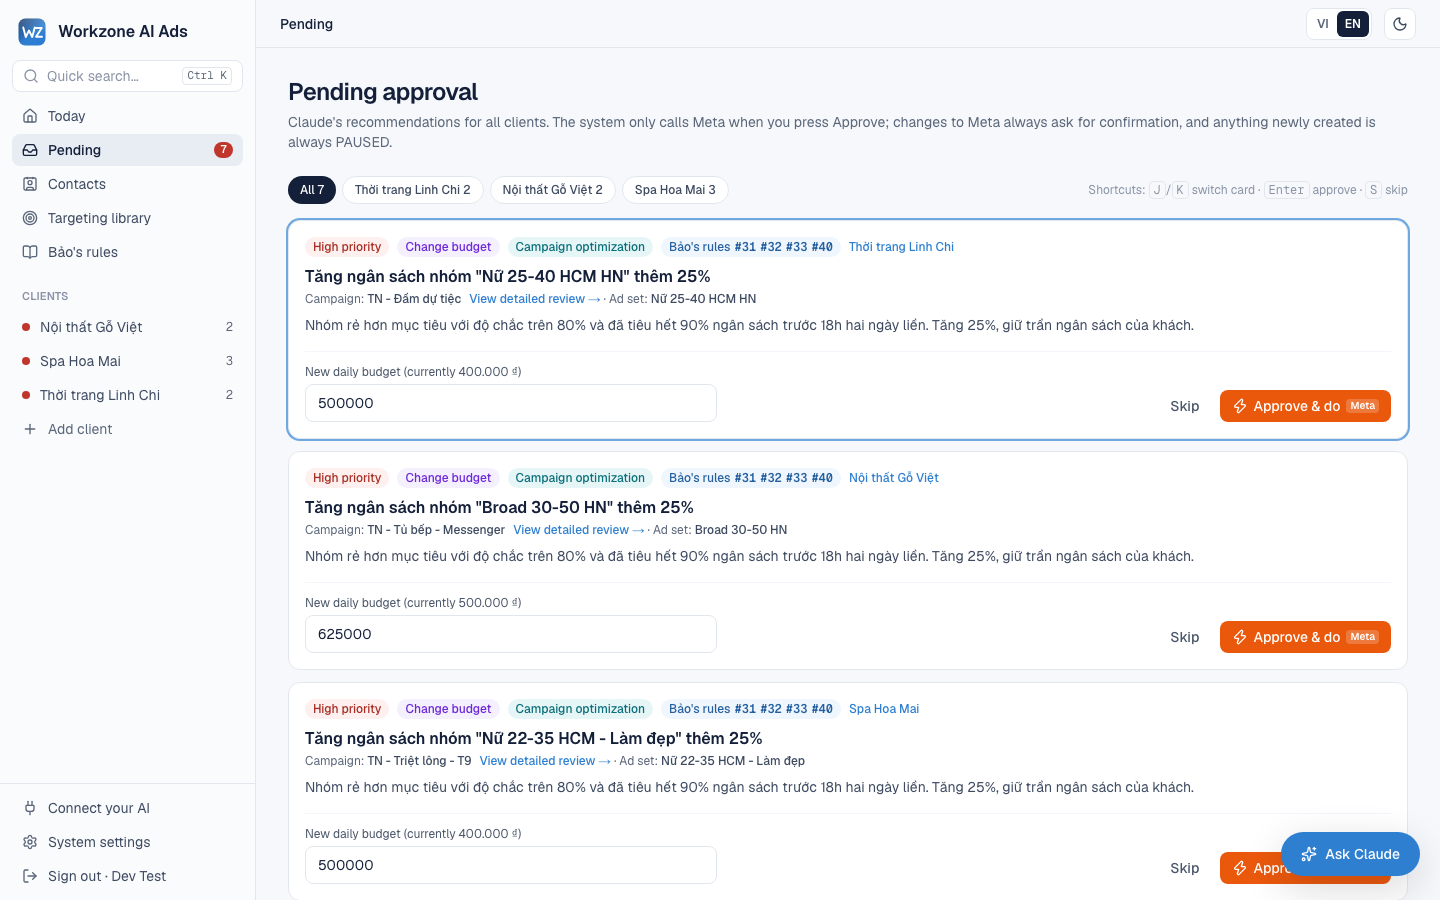 WZ Workzone AI Ads
Quick search... Ctrl K
Today
Pending 7
Contacts
Targeting library
Bảo's rules
CLIENTS
Nội thất Gỗ Việt 2
Spa Hoa Mai 3
Thời trang Linh Chi 2
Add client
Connect your AI
System settings
Sign out · Dev Test
Pending
VI EN
Pending approval
Claude's recommendations for all clients. The system only calls Meta when you press Approve; changes to Meta always ask for confirmation, and anything newly created is
always PAUSED.
All 7 Thời trang Linh Chi 2 Nội thất Gỗ Việt 2 Spa Hoa Mai 3
Shortcuts: J / K switch card · Enter approve · S skip
High priority Change budget Campaign optimization Bảo's rules #31 #32 #33 #40 Thời trang Linh Chi
Tăng ngân sách nhóm "Nữ 25-40 HCM HN" thêm 25%
Campaign: TN - Đầm dự tiệc View detailed review → · Ad set: Nữ 25-40 HCM HN
Nhóm rẻ hơn mục tiêu với độ chắc trên 80% và đã tiêu hết 90% ngân sách trước 18h hai ngày liền. Tăng 25%, giữ trần ngân sách của khách.
New daily budget (currently 400.000 ₫)
500000
Skip
Approve & do Meta
High priority Change budget Campaign optimization Bảo's rules #31 #32 #33 #40 Nội thất Gỗ Việt
Tăng ngân sách nhóm "Broad 30-50 HN" thêm 25%
Campaign: TN - Tủ bếp - Messenger View detailed review → · Ad set: Broad 30-50 HN
Nhóm rẻ hơn mục tiêu với độ chắc trên 80% và đã tiêu hết 90% ngân sách trước 18h hai ngày liền. Tăng 25%, giữ trần ngân sách của khách.
New daily budget (currently 500.000 ₫)
625000
Skip
Approve & do Meta
High priority Change budget Campaign optimization Bảo's rules #31 #32 #33 #40 Spa Hoa Mai
Tăng ngân sách nhóm "Nữ 22-35 HCM - Làm đẹp" thêm 25%
Campaign: TN - Triệt lông - T9 View detailed review → · Ad set: Nữ 22-35 HCM - Làm đẹp
Nhóm rẻ hơn mục tiêu với độ chắc trên 80% và đã tiêu hết 90% ngân sách trước 18h hai ngày liền. Tăng 25%, giữ trần ngân sách của khách.
New daily budget (currently 400.000 ₫)
500000
Skip
Ask Claude